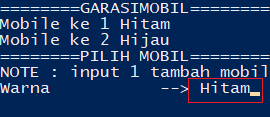 ========GARASIMOBIL========
Mobile ke 1 Hitam
Mobile ke 2 Hijau
========PILIH MOBIL========
NOTE : input 1 tambah mobil
Warna --> Hitam_